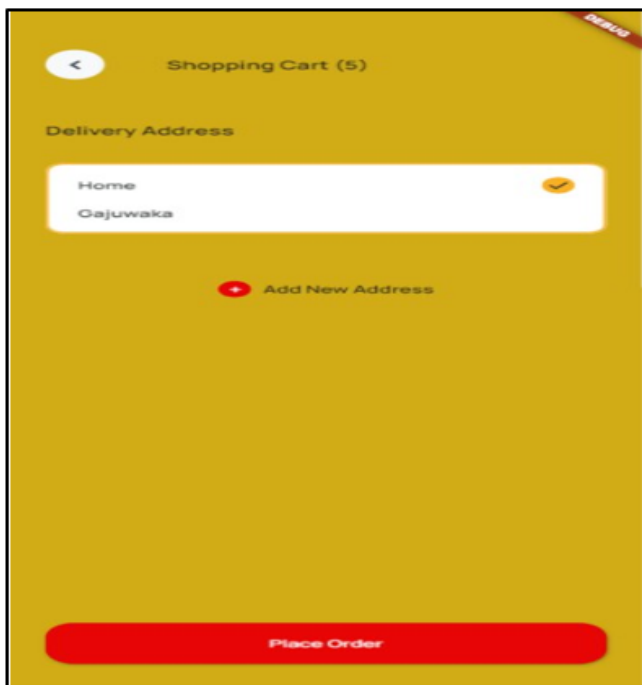 DEBUG
Shopping Cart (5)
Delivery Address
Home
Gajuwaka
Add New Address
Place Order